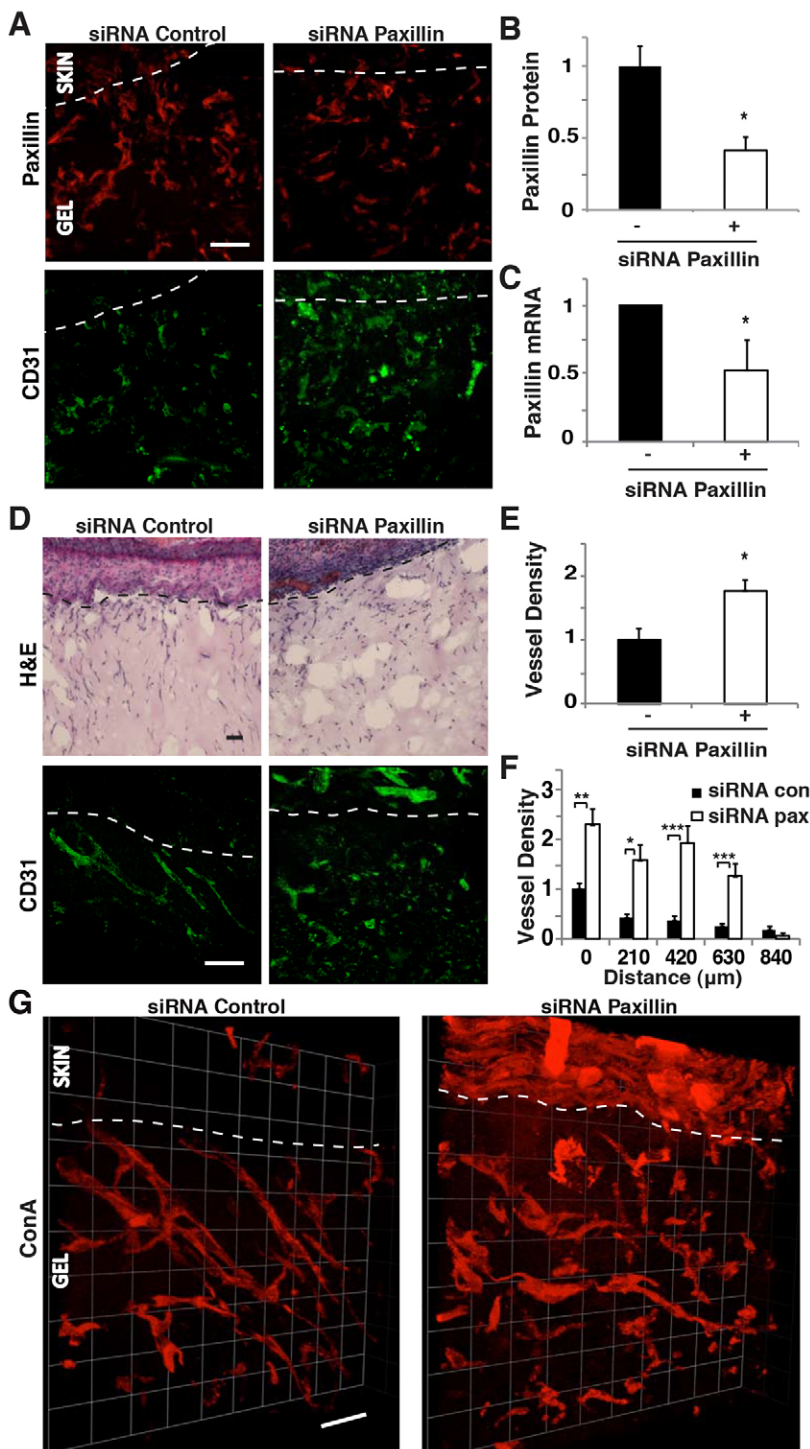 A
siRNA Control
siRNA Paxillin
Paxillin
SKIN
GEL
CD31
B
Paxillin Protein
1
0.5
0
*
- +
siRNA Paxillin
C
Paxillin mRNA
1
0.5
0
*
- +
siRNA Paxillin
D
siRNA Control
siRNA Paxillin
H&E
CD31
E
Vessel Density
2
1
0
*
- +
siRNA Paxillin
F
Vessel Density
3
2
1
0
** * *** ***
siRNA con
siRNA pax
0 210 420 630 840
Distance (µm)
G
siRNA Control
siRNA Paxillin
ConA
SKIN
GEL